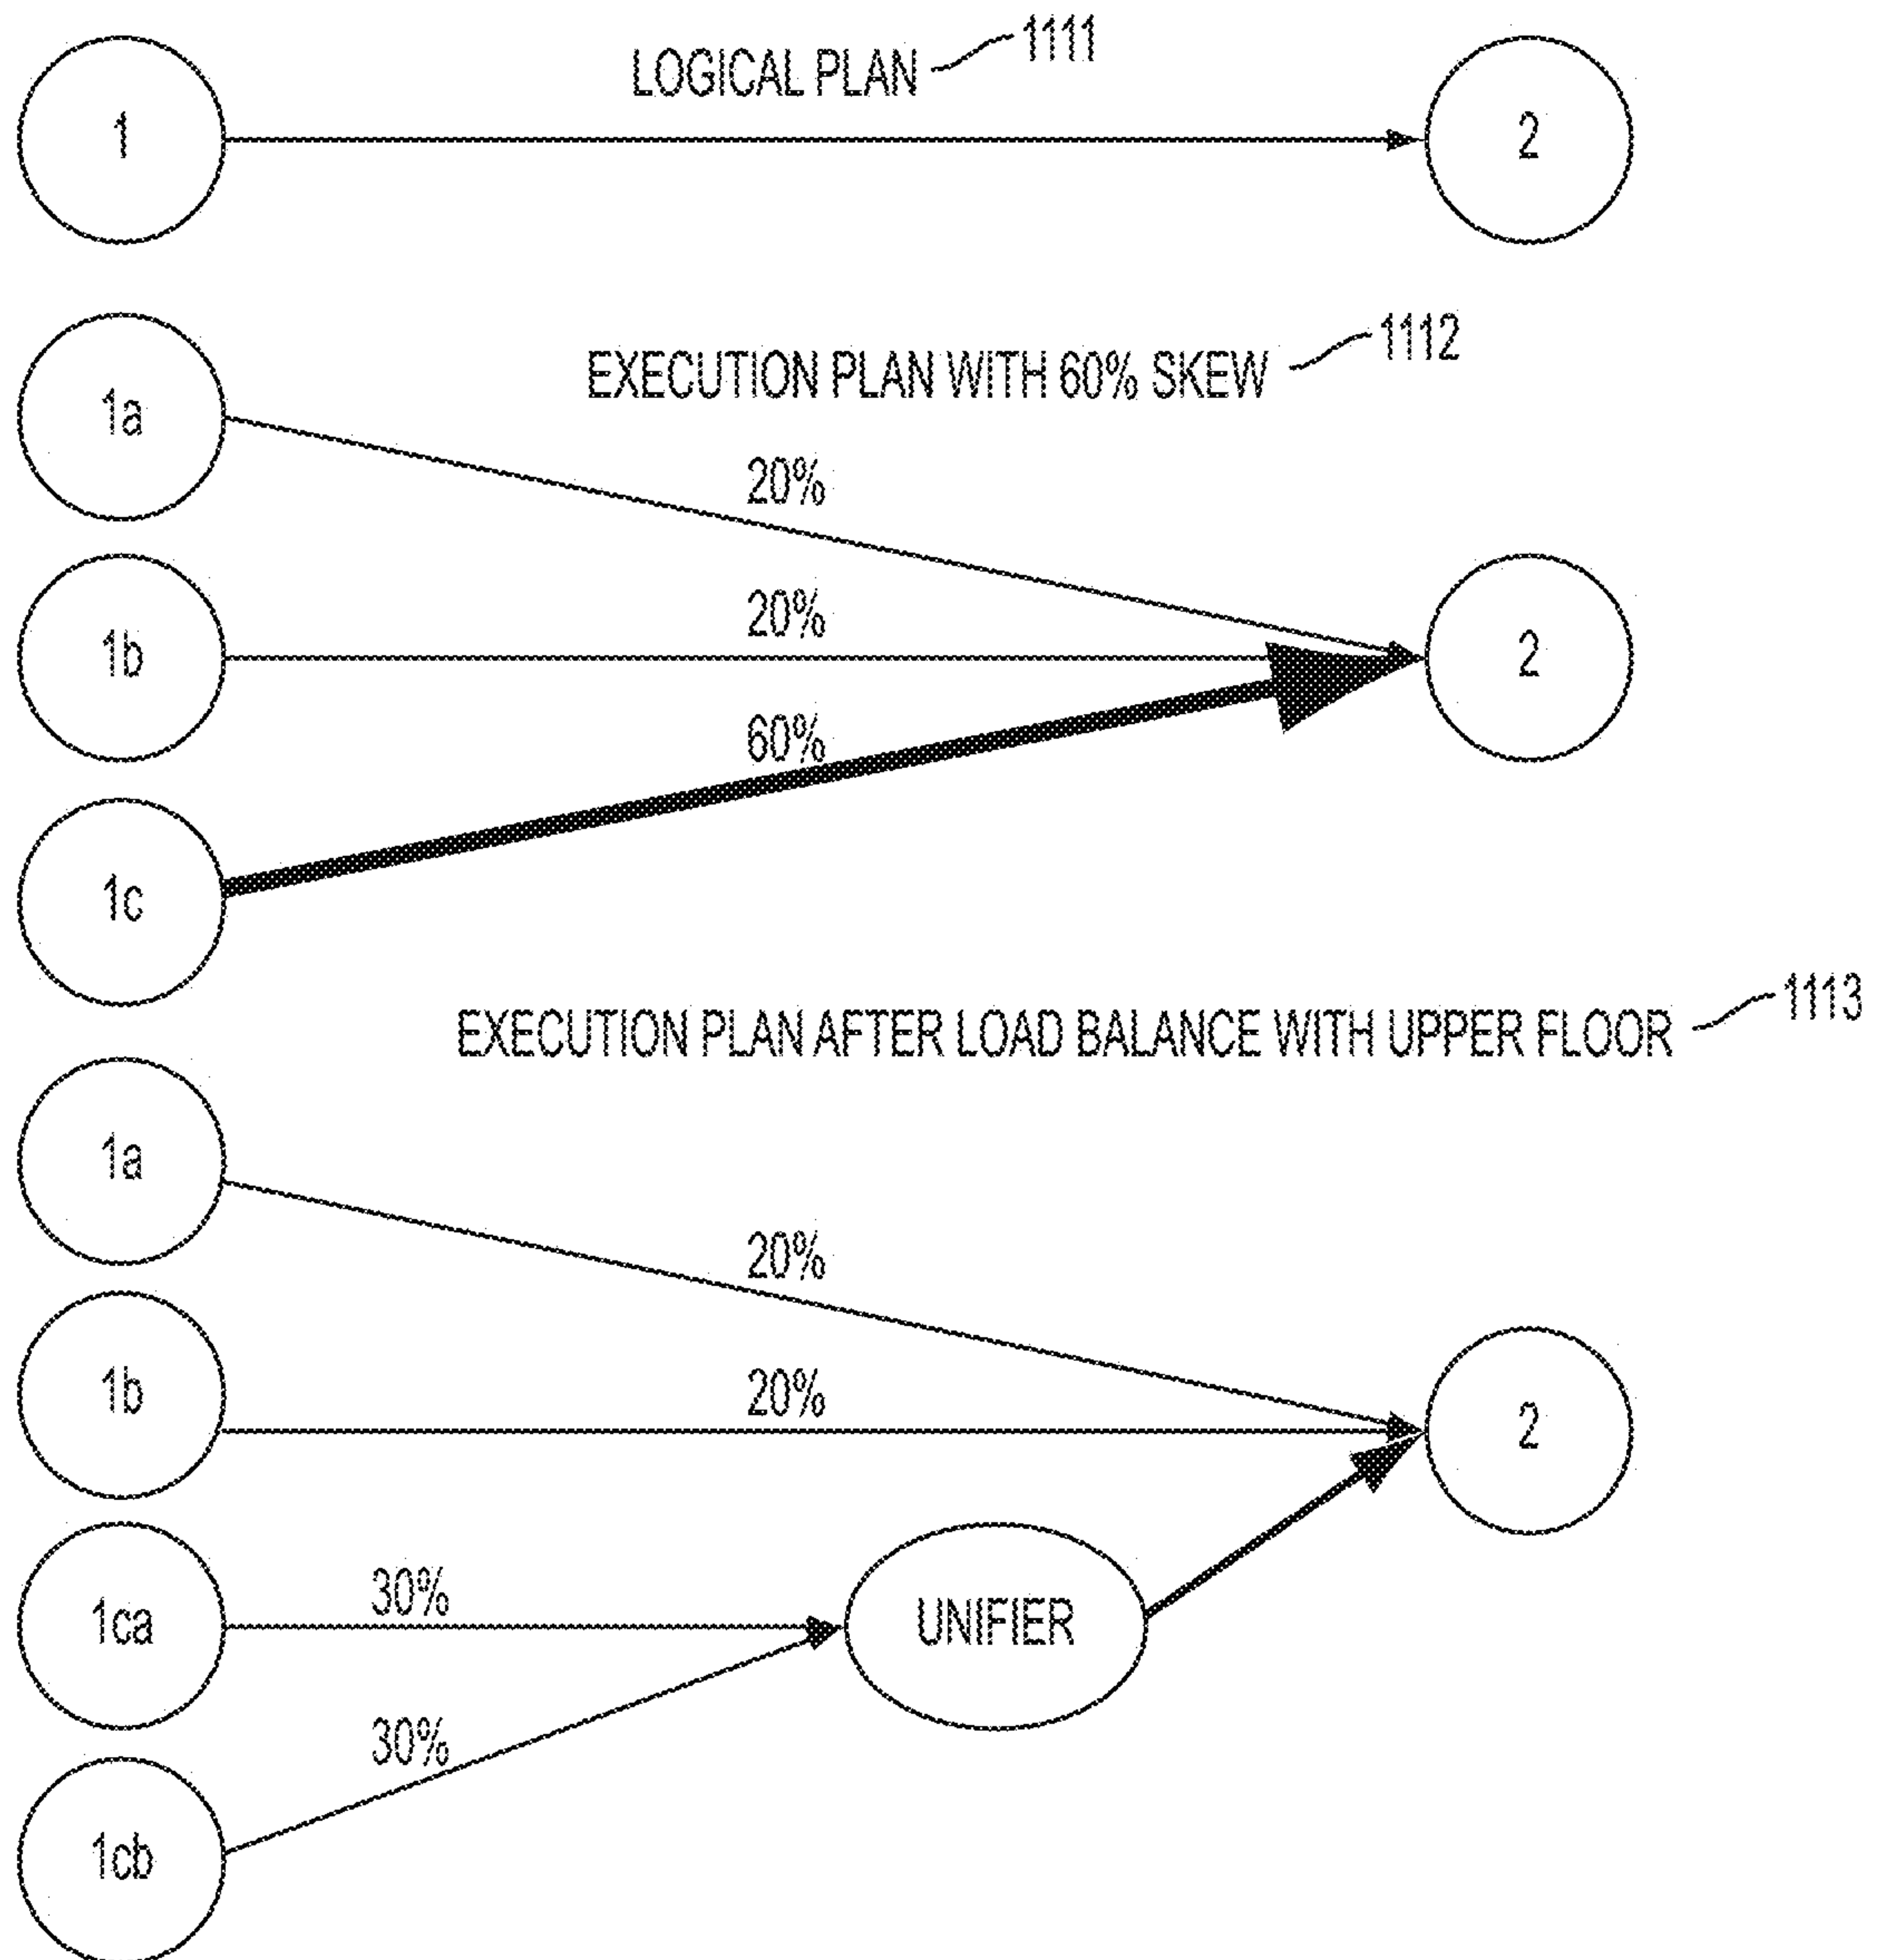 LOGICAL PLAN 1111
1
2
EXECUTION PLAN WITH 60% SKEW 1112
1a
20%
1b
20%
2
60%
1c
EXECUTION PLAN AFTER LOAD BALANCE WITH UPPER FLOOR 1113
1a
20%
1b
20%
2
1ca
30%
UNIFIER
30%
1cb